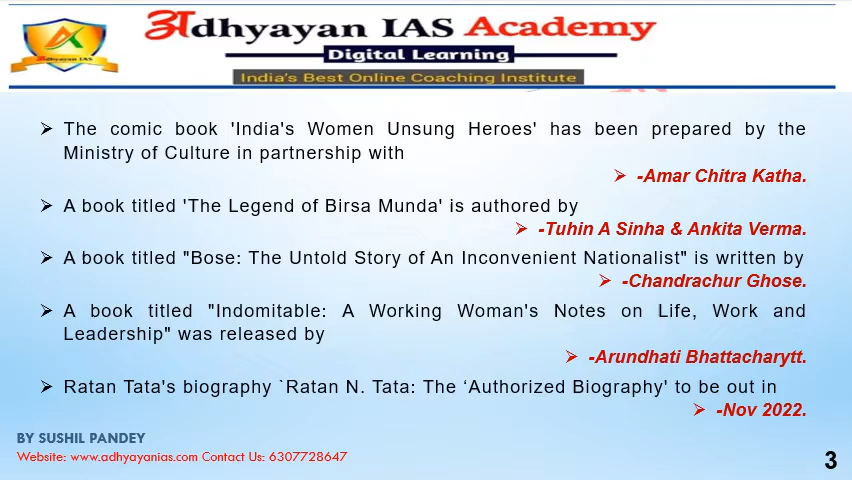 अdhyayan IAS Academy
Digital Learning
India's Best Online Coaching Institute
अdhyayan IAS
➢ The comic book 'India's Women Unsung Heroes' has been prepared by the
Ministry of Culture in partnership with
➢ -Amar Chitra Katha.
➢ A book titled 'The Legend of Birsa Munda' is authored by
➢ -Tuhin A Sinha & Ankita Verma.
➢ A book titled "Bose: The Untold Story of An Inconvenient Nationalist" is written by
➢ -Chandrachur Ghose.
➢ A book titled "Indomitable: A Working Woman's Notes on Life, Work and
Leadership" was released by
➢ -Arundhati Bhattacharytt.
➢ Ratan Tata's biography `Ratan N. Tata: The ‘Authorized Biography' to be out in
➢ -Nov 2022.
BY SUSHIL PANDEY
Website: www.adhyayanias.com Contact Us: 6307728647
3